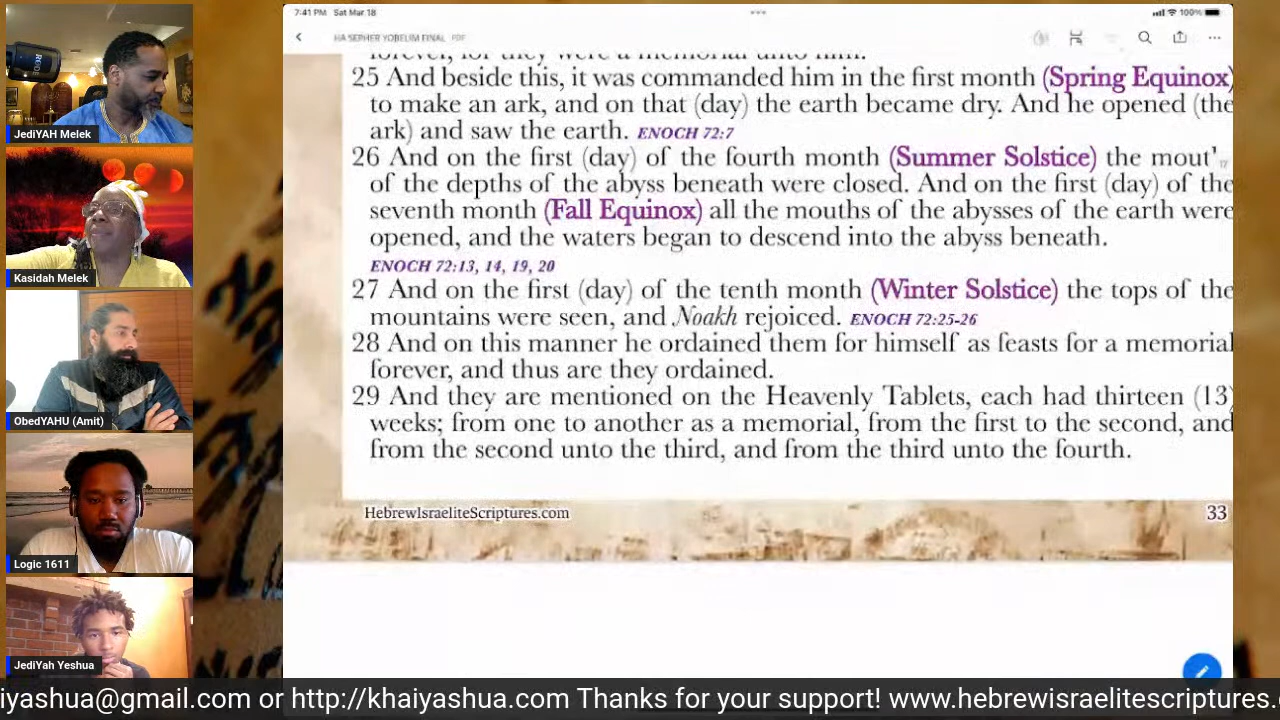 7:41 PM Sat Mar 18
100%
HA SEPHER YOBELIM FINAL PDF
forever, for they were a memorial unto him.
25 And beside this, it was commanded him in the first month (Spring Equinox)
to make an ark, and on that (day) the earth became dry. And he opened (the
ark) and saw the earth. ENOCH 72:7
26 And on the first (day) of the fourth month (Summer Solstice) the
of the depths of the abyss beneath were closed. And on the first (day) of the
seventh month (Fall Equinox) all the mouths of the abysses of the earth were
opened, and the waters began to descend into the abyss beneath.
ENOCH 72:13, 14, 19, 20
27 And on the first (day) of the tenth month (Winter Solstice) the tops of the
mountains were seen, and Noakh rejoiced. ENOCH 72:25-26
28 And on this manner he ordained them for himself as feasts for a memorial
forever, and thus are they ordained.
29 And they are mentioned on the Heavenly Tablets, each had thirteen (13)
weeks; from one to another as a memorial, from the first to the second, and
from the second unto the third, and from the third unto the fourth.
HebrewIsraeliteScriptures.com
33
RODE
JediYAH Melek
Kasidah Melek
ObedYAHU (Amit)
Logic 1611
JediYah Yeshua
iyashua@gmail.com or http://khaiyashua.com Thanks for your support! www.hebrewisraelitescriptures.